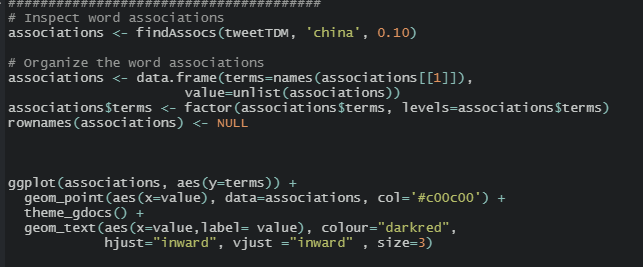 ########################################
# Inspect word associations
associations <- findAssocs(tweetTDM, 'china', 0.10)
# Organize the word associations
associations <- data.frame(terms=names(associations[[1]]),
value=unlist(associations))
associations$terms <- factor(associations$terms, levels=associations$terms)
rownames(associations) <- NULL
ggplot(associations, aes(y=terms)) +
geom_point(aes(x=value), data=associations, col='#c00c00') +
theme_gdocs() +
geom_text(aes(x=value,label= value), colour="darkred",
hjust="inward", vjust ="inward" , size=3)